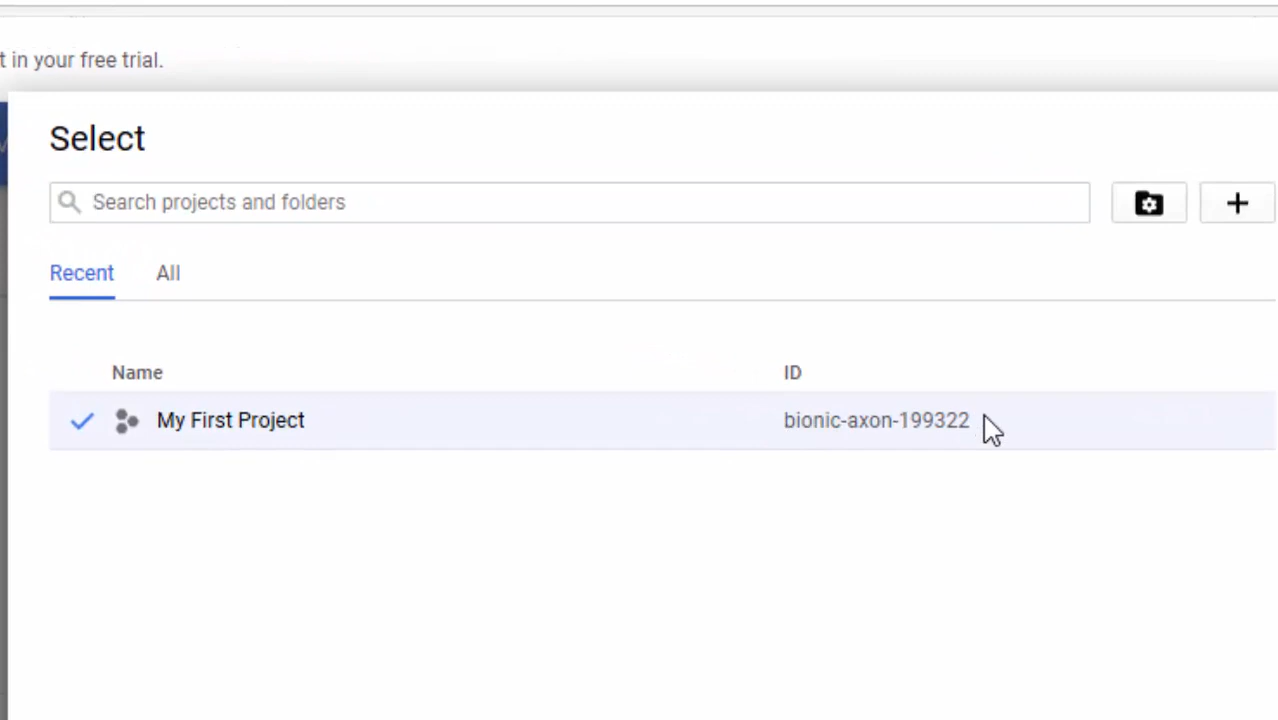 t in your free trial.
Select
Search projects and folders
Recent All
Name ID
My First Project bionic-axon-199322